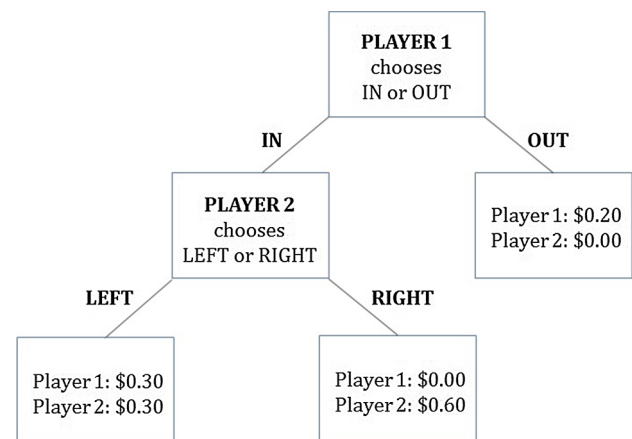 PLAYER 1
chooses
IN or OUT
IN
OUT
PLAYER 2
chooses
LEFT or RIGHT
Player 1: $0.20
Player 2: $0.00
LEFT
RIGHT
Player 1: $0.30
Player 2: $0.30
Player 1: $0.00
Player 2: $0.60